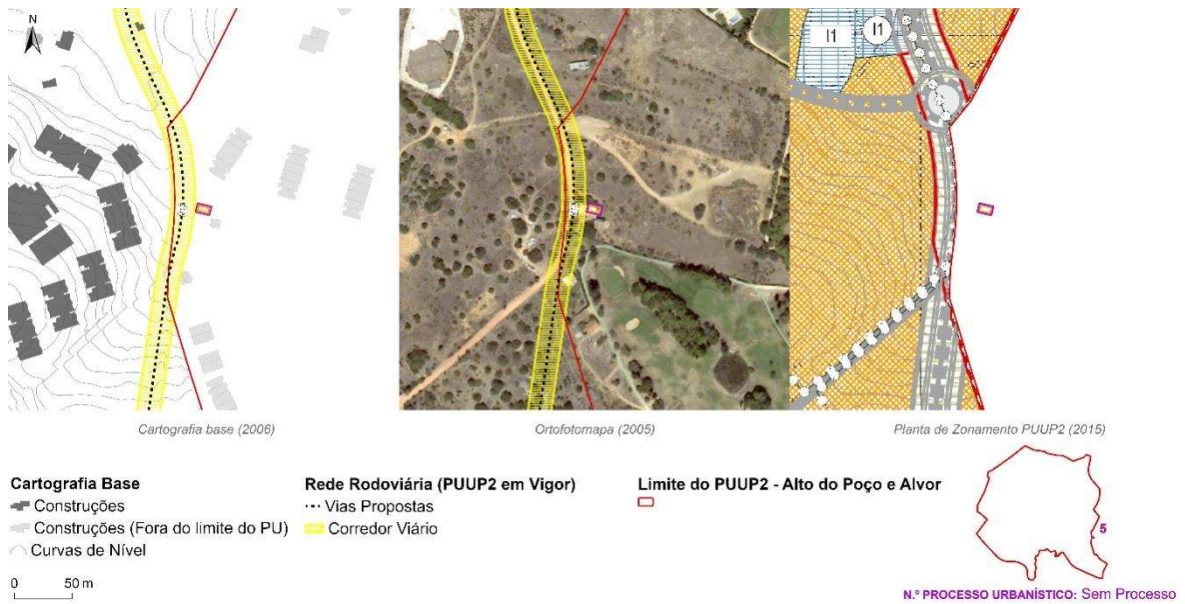 N
I1
I1
Cartografia base (2006)
Ortofotomapa (2005)
Planta de Zonamento PUUP2 (2015)
Cartografia Base
Construções
Construções (Fora do limite do PU)
Curvas de Nível
0 50 m
Rede Rodoviária (PUUP2 em Vigor)
Vias Propostas
Corredor Viário
Limite do PUUP2 - Alto do Poço e Alvor
5
N.º PROCESSO URBANÍSTICO: Sem Processo